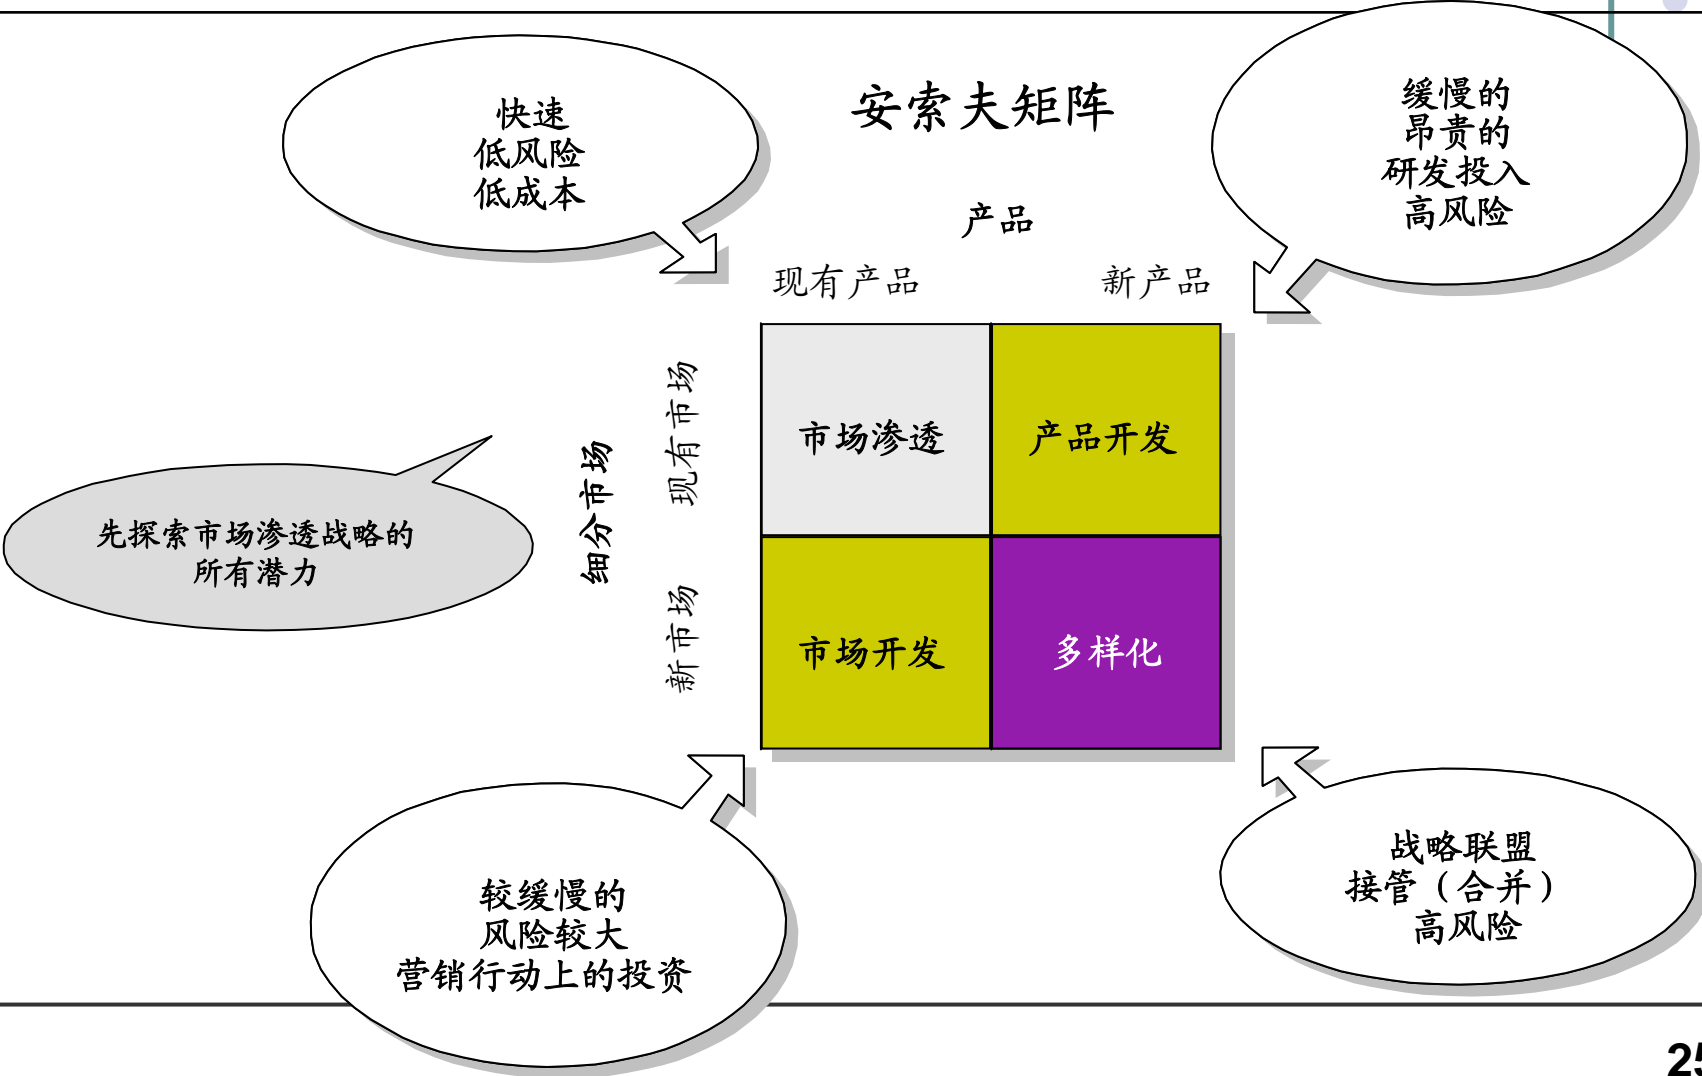 安索夫矩阵
快速
低风险
低成本
缓慢的
昂贵的
研发投入
高风险
产品
现有产品
新产品
细分市场
现有市场
新市场
市场渗透
产品开发
市场开发
多样化
先探索市场渗透战略的
所有潜力
较缓慢的
风险较大
营销行动上的投资
战略联盟
接管（合并）
高风险
25